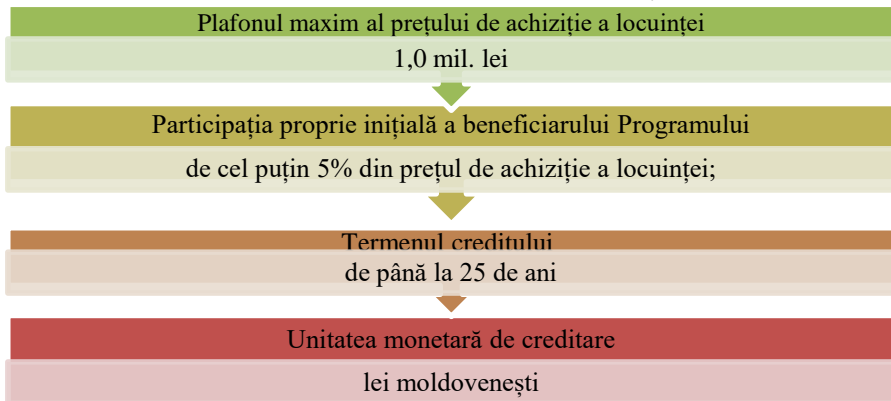 Plafonul maxim al prețului de achiziție a locuinței
1,0 mil. lei
Participația proprie inițială a beneficiarului Programului
de cel puțin 5% din prețul de achiziție a locuinței;
Termenul creditului
de până la 25 de ani
Unitatea monetară de creditare
lei moldovenești